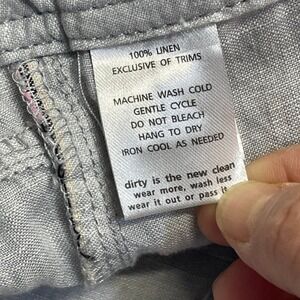 100% LINEN
EXCLUSIVE OF TRIMS
MACHINE WASH COLD
GENTLE CYCLE
DO NOT BLEACH
HANG TO DRY
IRON COOL AS NEEDED
dirty is the new clean
wear more, wash less
wear it out or pass it